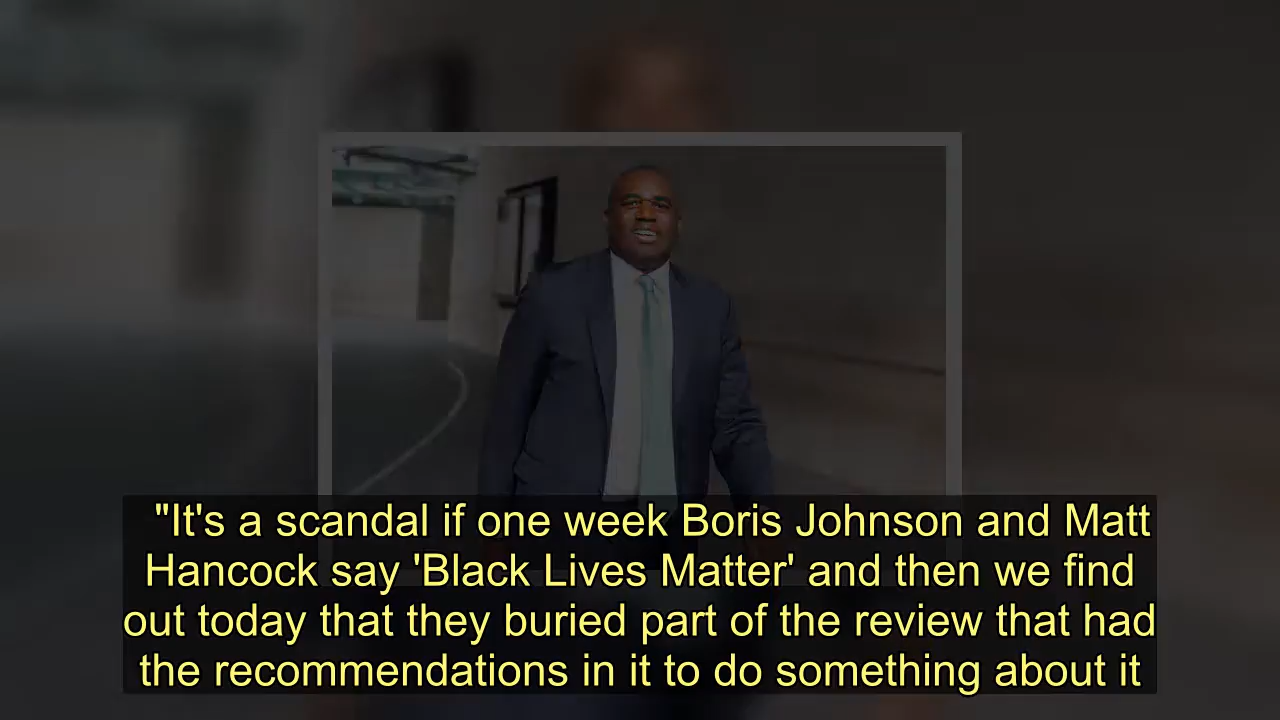 "It's a scandal if one week Boris Johnson and Matt
Hancock say 'Black Lives Matter' and then we find
out today that they buried part of the review that had
the recommendations in it to do something about it